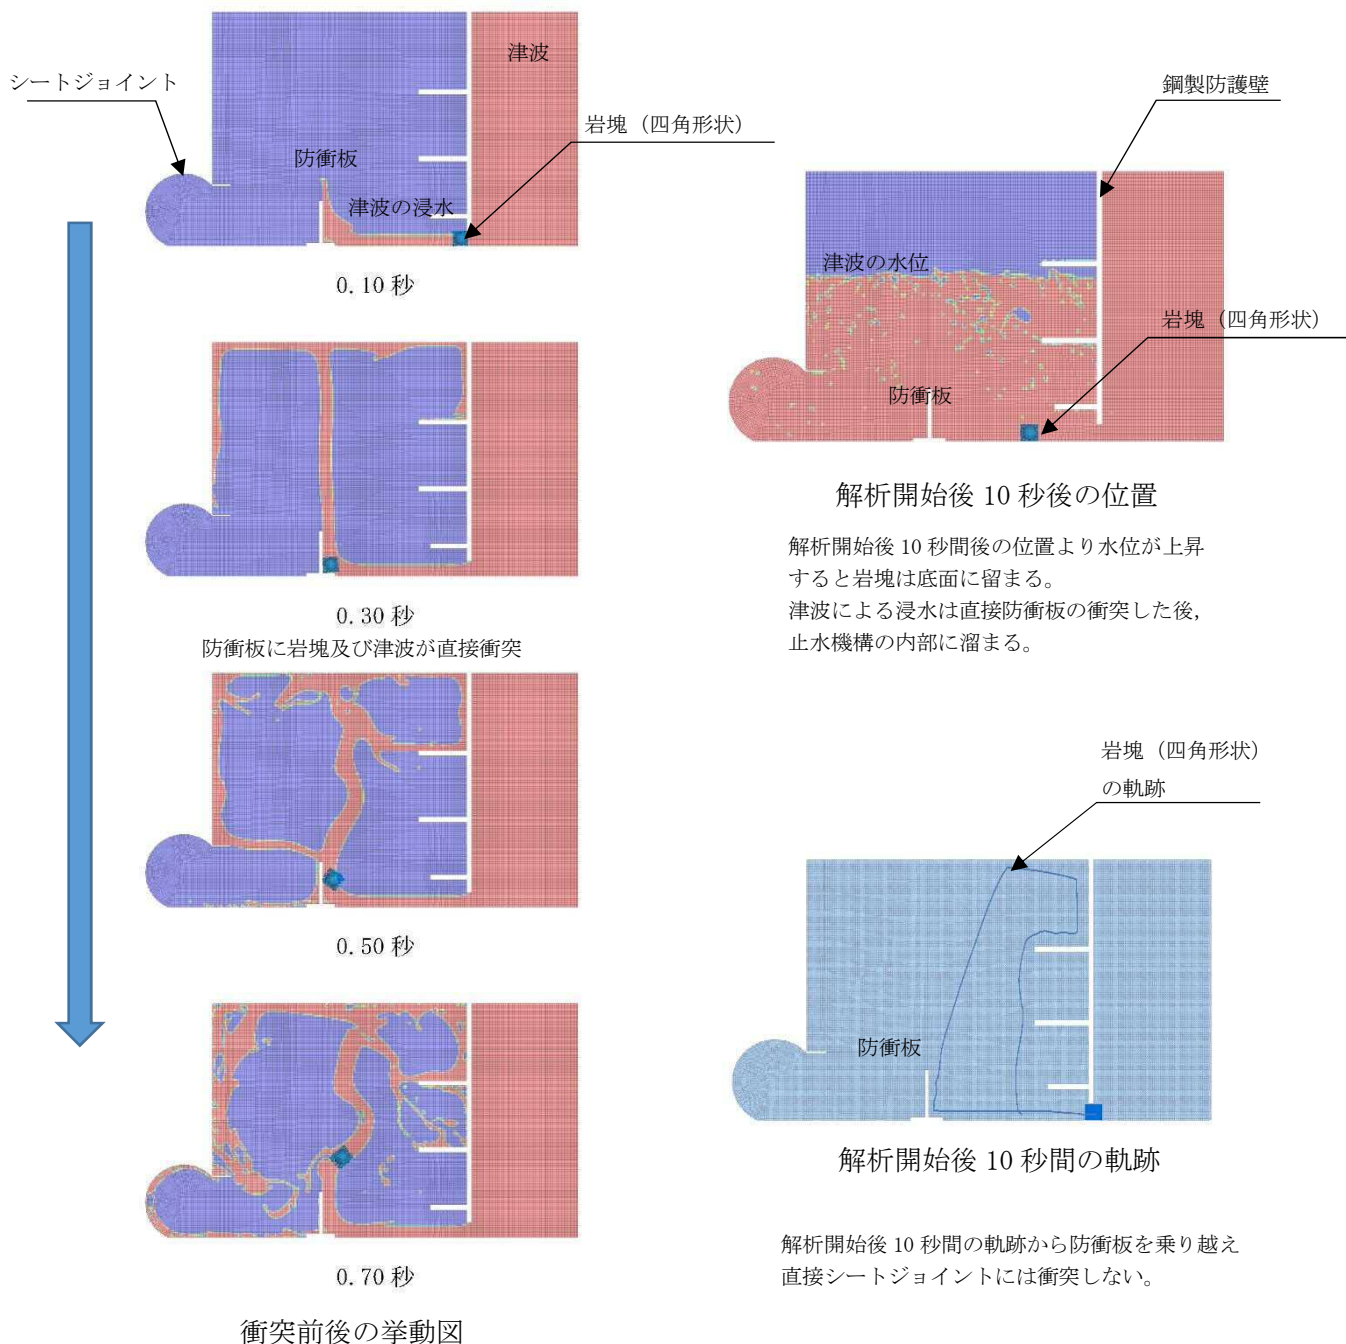 シートジョイント
津波
岩塊（四角形状）
防衝板
津波の浸水
0.10 秒
0.30 秒
防衝板に岩塊及び津波が直接衝突
0.50 秒
0.70 秒
衝突前後の挙動図
鋼製防護壁
津波の水位
岩塊（四角形状）
防衝板
解析開始後 10 秒後の位置
解析開始後 10 秒間後の位置より水位が上昇
すると岩塊は底面に留まる。
津波による浸水は直接防衝板の衝突した後，
止水機構の内部に溜まる。
岩塊（四角形状）
の軌跡
防衝板
解析開始後 10 秒間の軌跡
解析開始後 10 秒間の軌跡から防衝板を乗り越え
直接シートジョイントには衝突しない。